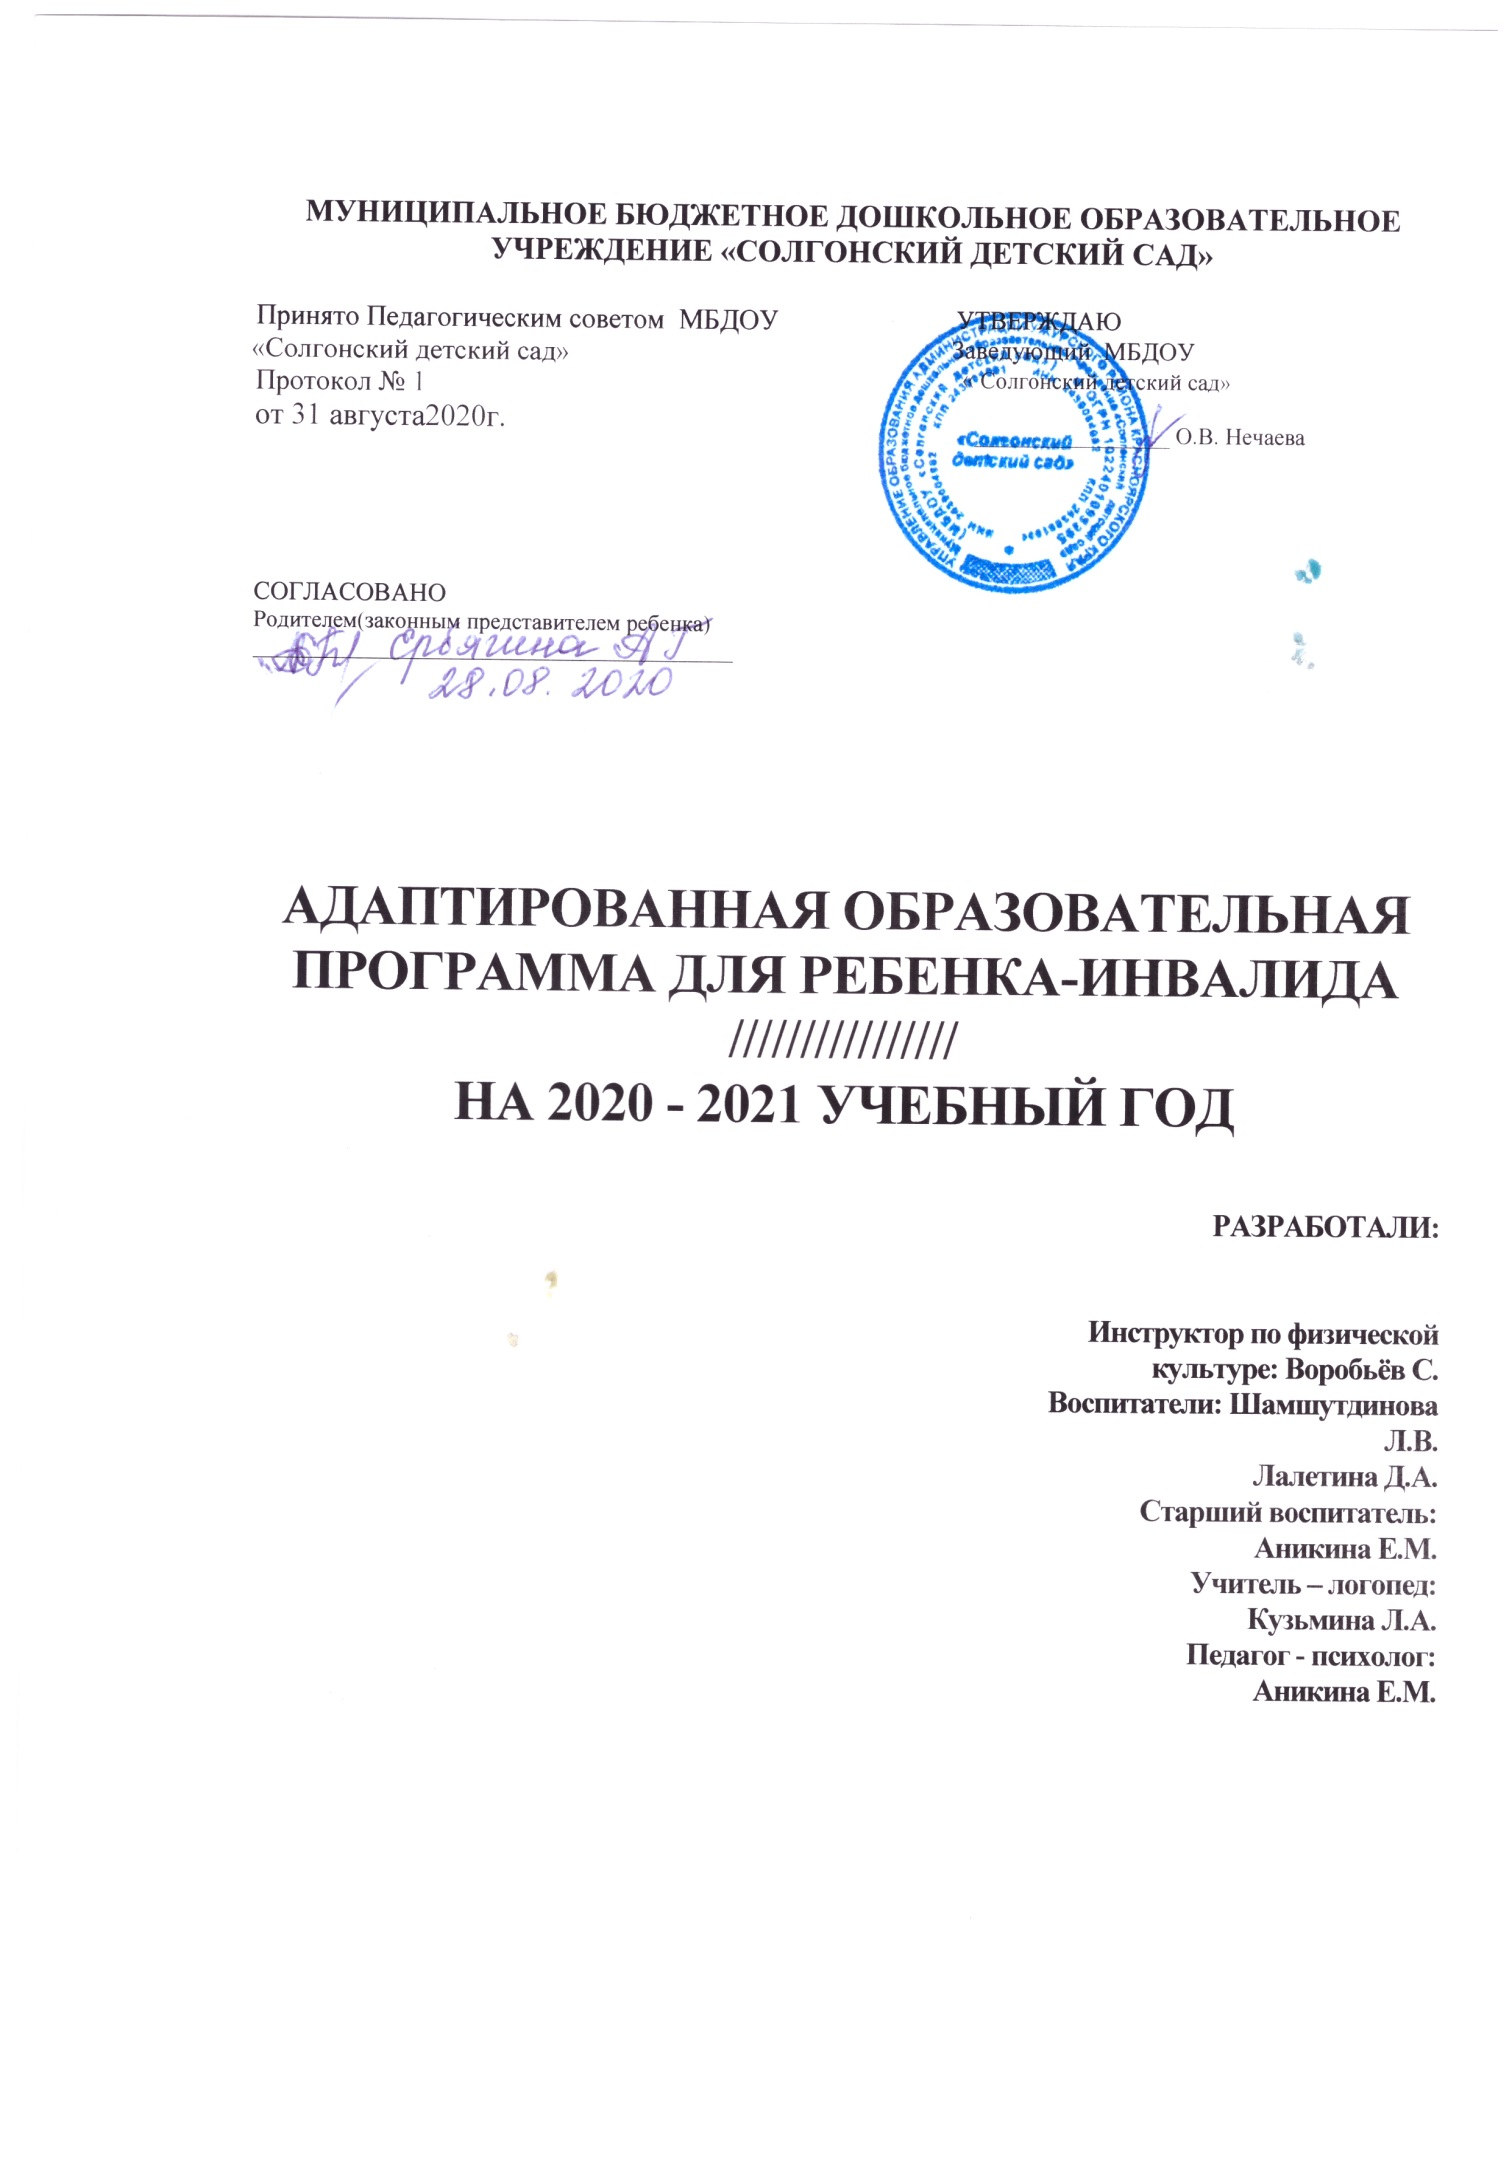 МУНИЦИПАЛЬНОЕ БЮДЖЕТНОЕ ДОШКОЛЬНОЕ ОБРАЗОВАТЕЛЬНОЕ
УЧРЕЖДЕНИЕ «СОЛГОНСКИЙ ДЕТСКИЙ САД»
Принято Педагогическим советом МБДОУ
«Солгонский детский сад»
Протокол № 1
от 31 августа2020г.
УТВЕРЖДАЮ
Заведующий МБДОУ
« Солгонский детский сад»
О.В. Нечаева
«Солгонский
детский сад»
СОГЛАСОВАНО
Родителем(законным представителем ребенка)
Ербягина АГ
28.08. 2020
АДАПТИРОВАННАЯ ОБРАЗОВАТЕЛЬНАЯ
ПРОГРАММА ДЛЯ РЕБЕНКА-ИНВАЛИДА
////////////////
НА 2020 - 2021 УЧЕБНЫЙ ГОД
РАЗРАБОТАЛИ:
Инструктор по физической
культуре: Воробьёв С.
Воспитатели: Шамшутдинова
Л.В.
Лалетина Д.А.
Старший воспитатель:
Аникина Е.М.
Учитель – логопед:
Кузьмина Л.А.
Педагог - психолог:
Аникина Е.М.